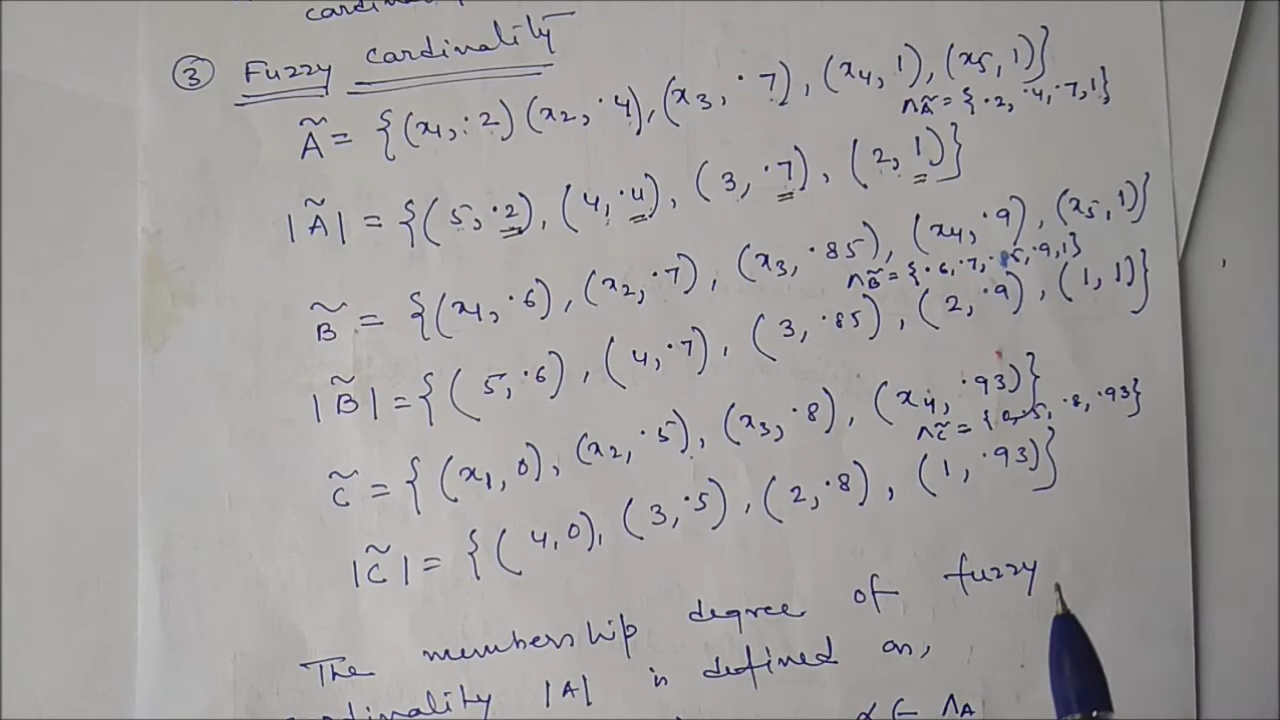 ③ Fuzzy cardinality
Ã = {(x1, .2) (x2, .4), (x3, .7), (x4, 1), (x5, 1)}
ΛÃ = {.2, .4, .7, 1}
|Ã| = {(5, .2), (4, .4), (3, .7), (2, 1)}
B̃ = {(x1, .6), (x2, .7), (x3, .85), (x4, .9), (x5, 1)}
ΛB̃ = {.6, .7, .9, 1}
|B̃| = {(5, .6), (4, .7), (3, .85), (2, .9), (1, 1)}
C̃ = {(x1, 0), (x2, .5), (x3, .8), (x4, .93)}
ΛC̃ = {0, .5, .8, .93}
|C̃| = {(4, 0), (3, .5), (2, .8), (1, .93)}
The membership degree of fuzzy
|A| is defined as,
α ∈ ΛA